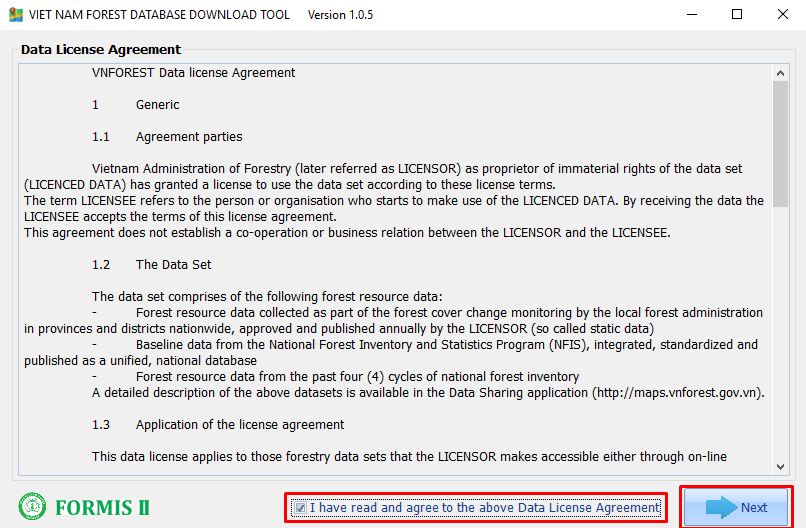 VIET NAM FOREST DATABASE DOWNLOAD TOOL Version 1.0.5
Data License Agreement
VNFOREST Data license Agreement
1 Generic
1.1 Agreement parties
Vietnam Administration of Forestry (later referred as LICENSOR) as proprietor of immaterial rights of the data set
(LICENCED DATA) has granted a license to use the data set according to these license terms.
The term LICENSEE refers to the person or organisation who starts to make use of the LICENCED DATA. By receiving the data the
LICENSEE accepts the terms of this license agreement.
This agreement does not establish a co-operation or business relation between the LICENSOR and the LICENSEE.
1.2 The Data Set
The data set comprises of the following forest resource data:
- Forest resource data collected as part of the forest cover change monitoring by the local forest administration
in provinces and districts nationwide, approved and published annually by the LICENSOR (so called static data)
- Baseline data from the National Forest Inventory and Statistics Program (NFIS), integrated, standardized and
published as a unified, national database
- Forest resource data from the past four (4) cycles of national forest inventory
A detailed description of the above datasets is available in the Data Sharing application (http://maps.vnforest.gov.vn).
1.3 Application of the license agreement
This data license applies to those forestry data sets that the LICENSOR makes accessible either through on-line
FORMIS II
I have read and agree to the above Data License Agreement
Next